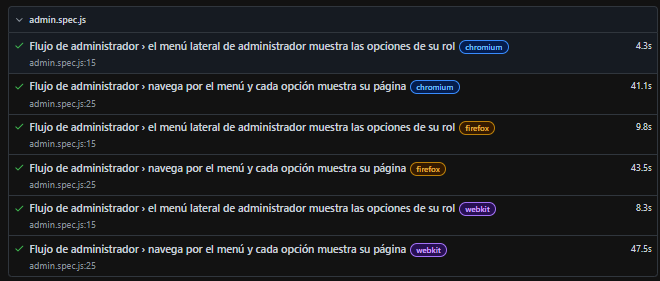 admin.spec.js
Flujo de administrador › el menú lateral de administrador muestra las opciones de su rol chromium 4.3s
admin.spec.js:15
Flujo de administrador › navega por el menú y cada opción muestra su página chromium 41.1s
admin.spec.js:25
Flujo de administrador › el menú lateral de administrador muestra las opciones de su rol firefox 9.8s
admin.spec.js:15
Flujo de administrador › navega por el menú y cada opción muestra su página firefox 43.5s
admin.spec.js:25
Flujo de administrador › el menú lateral de administrador muestra las opciones de su rol webkit 8.3s
admin.spec.js:15
Flujo de administrador › navega por el menú y cada opción muestra su página webkit 47.5s
admin.spec.js:25